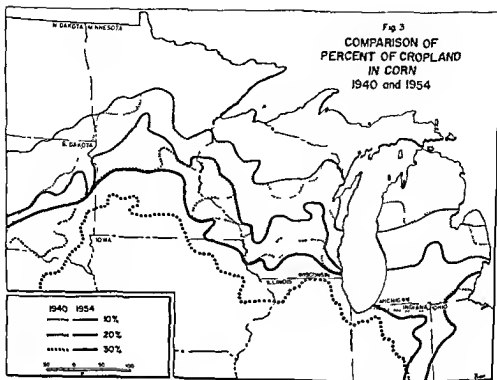 Fig. 3
COMPARISON OF
PERCENT OF CROPLAND
IN CORN
1940 and 1954
N. DAKOTA MINNESOTA
S. DAKOTA
IOWA
WISCONSIN
ILLINOIS
MICHIGAN
INDIANA OHIO
1940 1954
10%
20%
30%